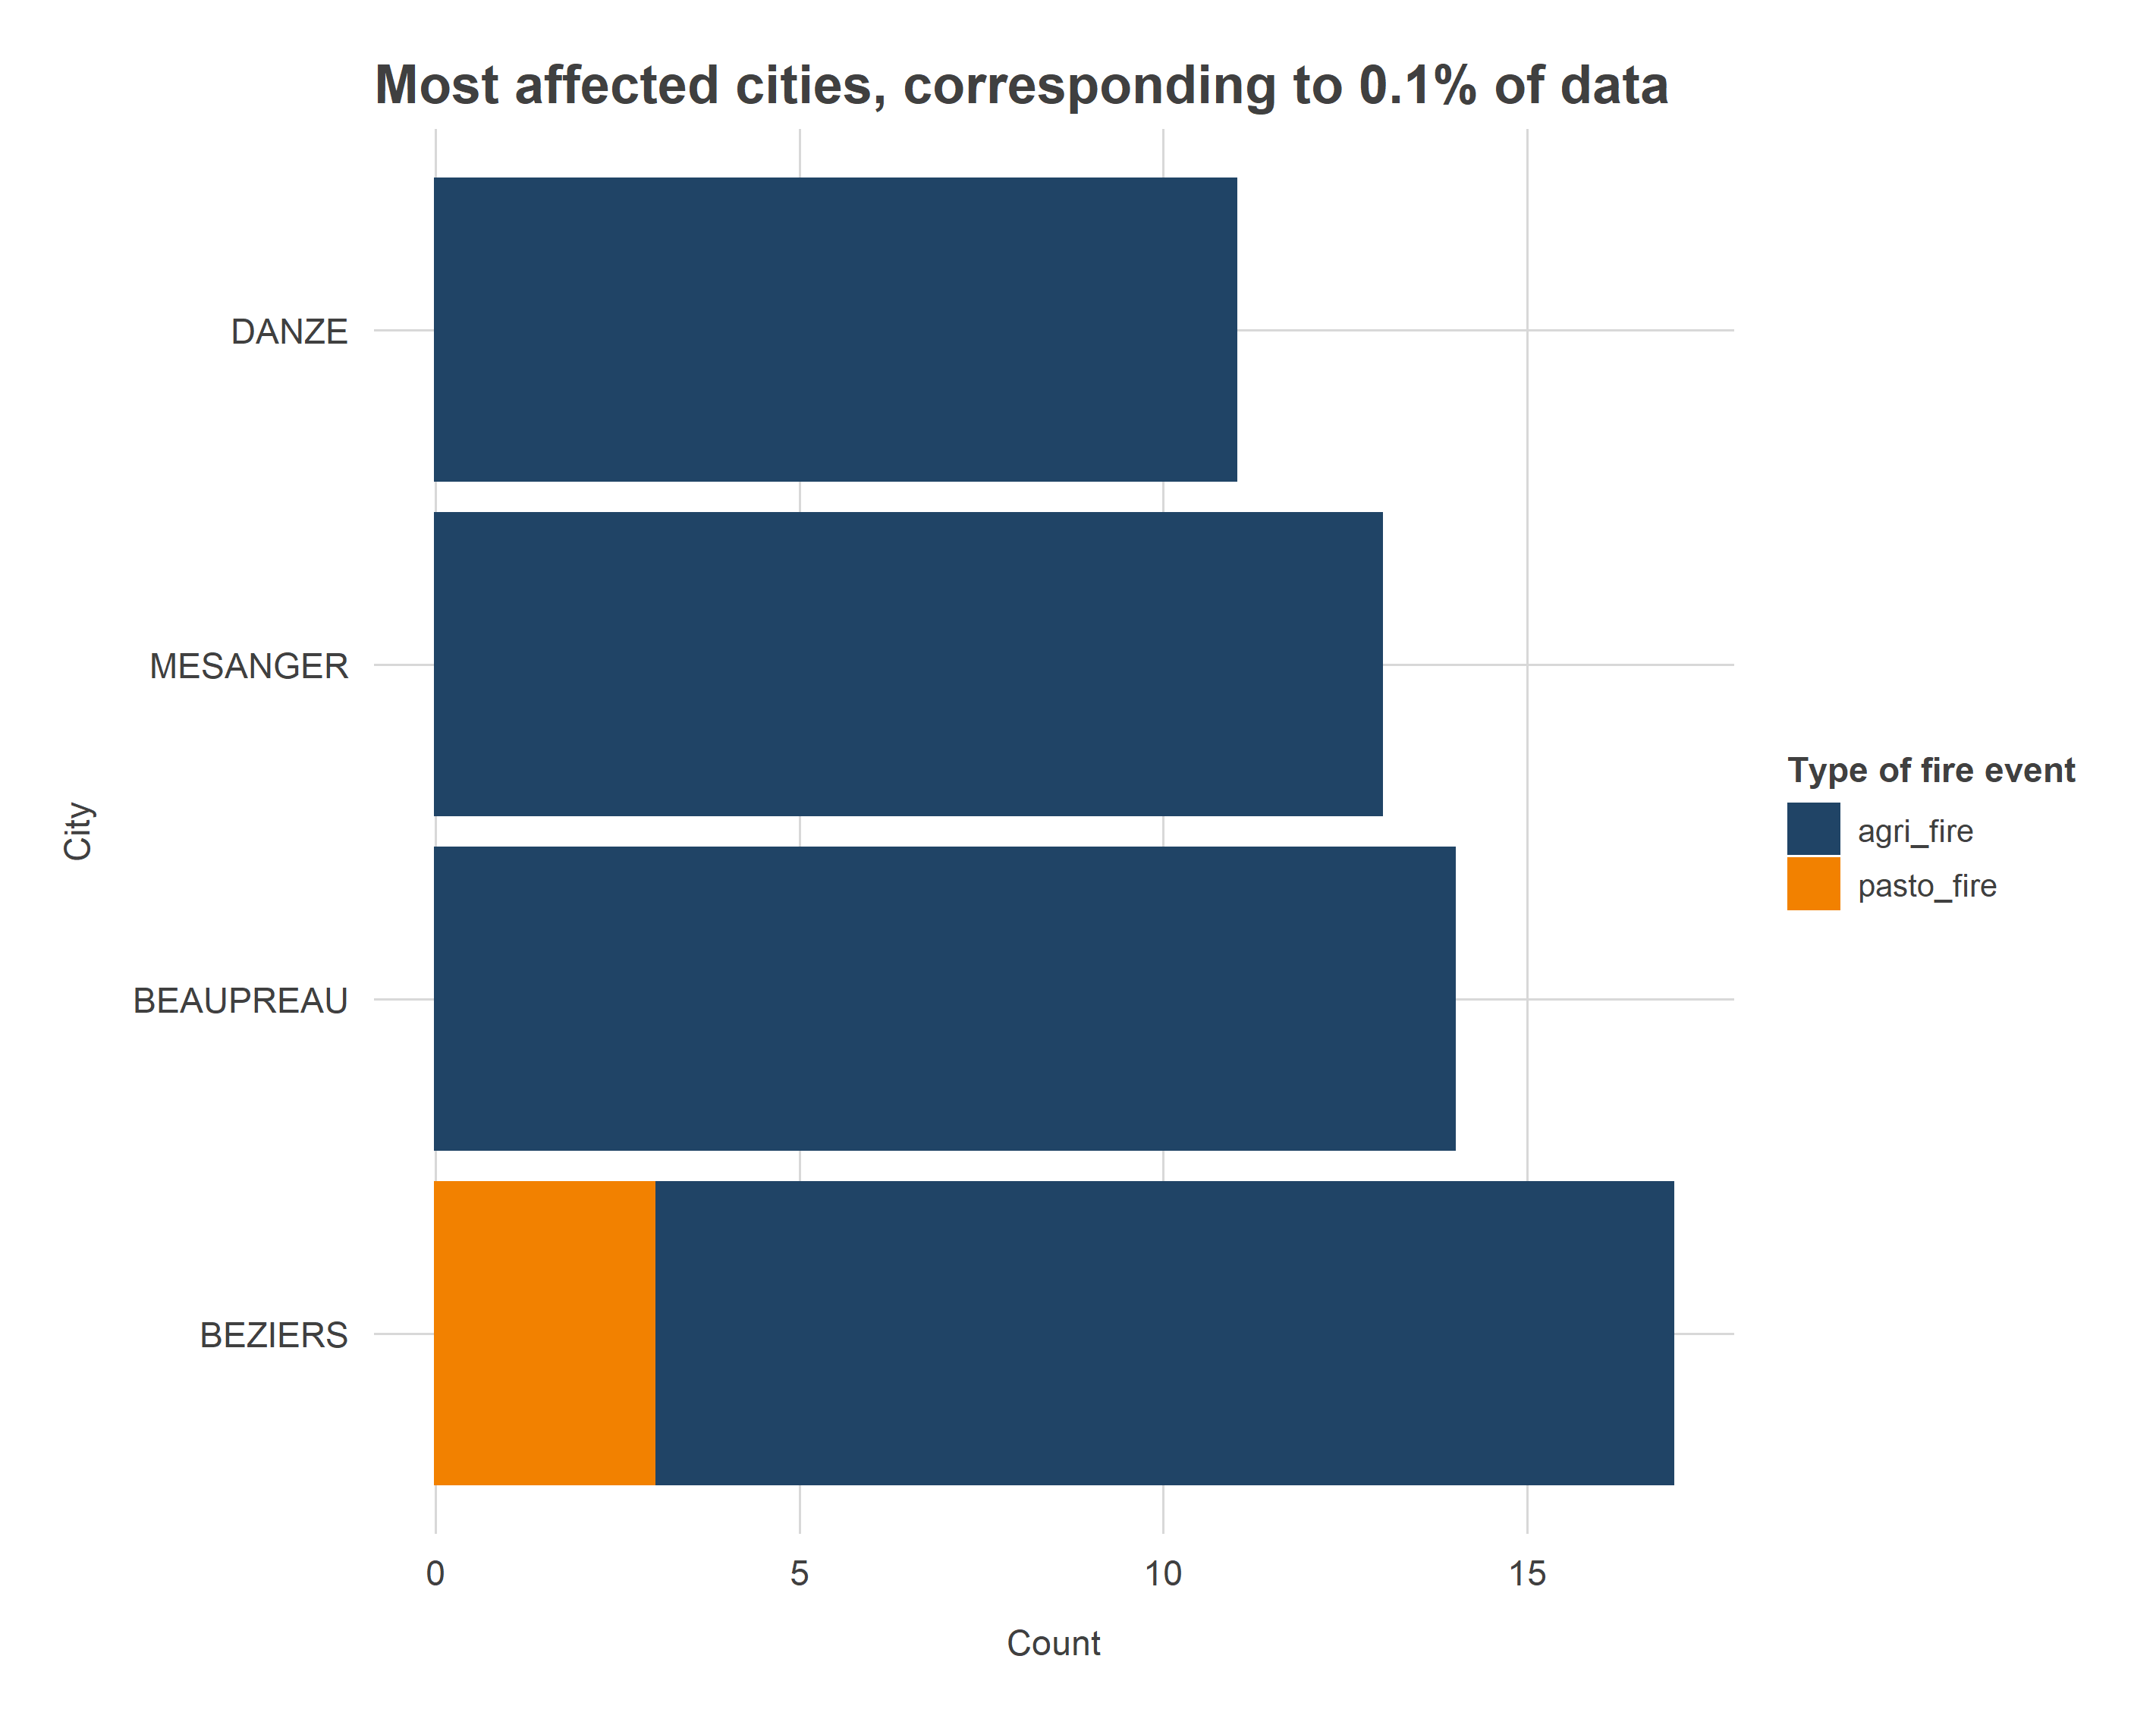 Most affected cities, corresponding to 0.1% of data
DANZE
MESANGER
BEAUPREAU
BEZIERS
City
0
5
10
15
Count
Type of fire event
agri_fire
pasto_fire